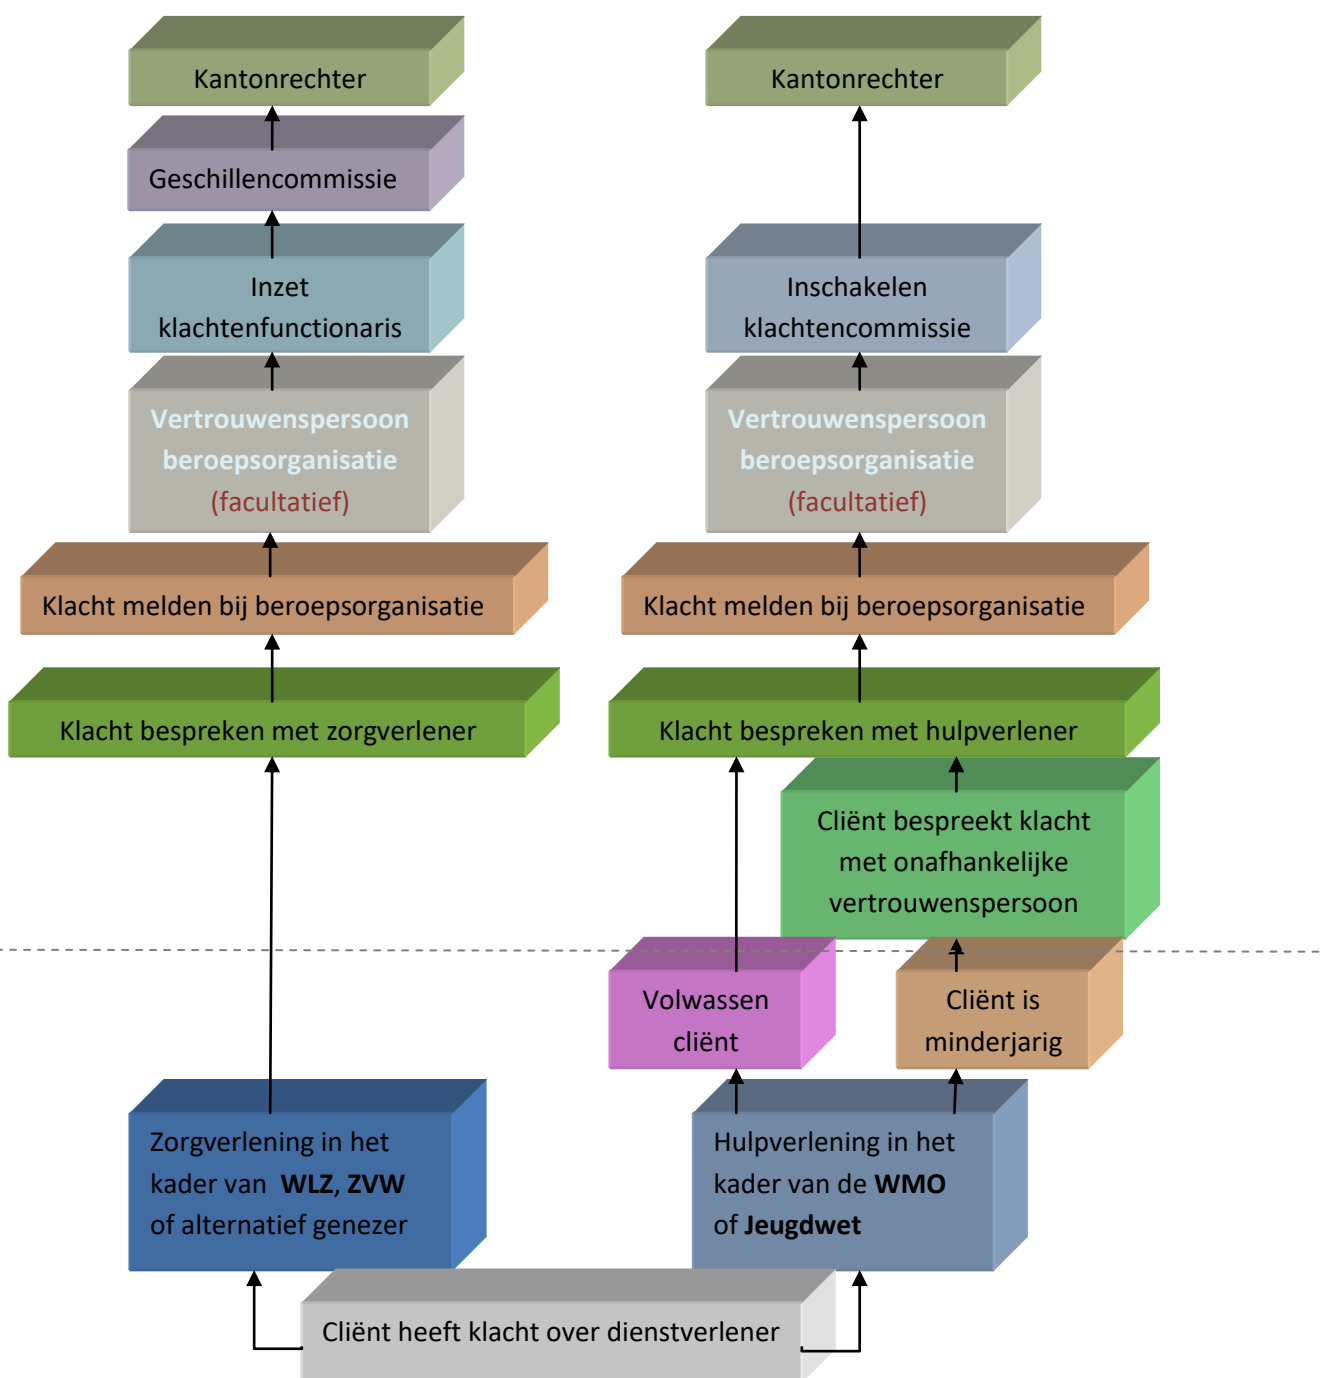 Kantonrechter
Kantonrechter
Geschillencommissie
Inzet
klachtenfunctionaris
Inschakelen
klachtencommissie
Vertrouwenspersoon
beroepsorganisatie
(facultatief)
Vertrouwenspersoon
beroepsorganisatie
(facultatief)
Klacht melden bij beroepsorganisatie
Klacht melden bij beroepsorganisatie
Klacht bespreken met zorgverlener
Klacht bespreken met hulpverlener
Cliënt bespreekt klacht
met onafhankelijke
vertrouwenspersoon
Volwassen
cliënt
Cliënt is
minderjarig
Zorgverlening in het
kader van WLZ, ZVW
of alternatief genezer
Hulpverlening in het
kader van de WMO
of Jeugdwet
Cliënt heeft klacht over dienstverlener